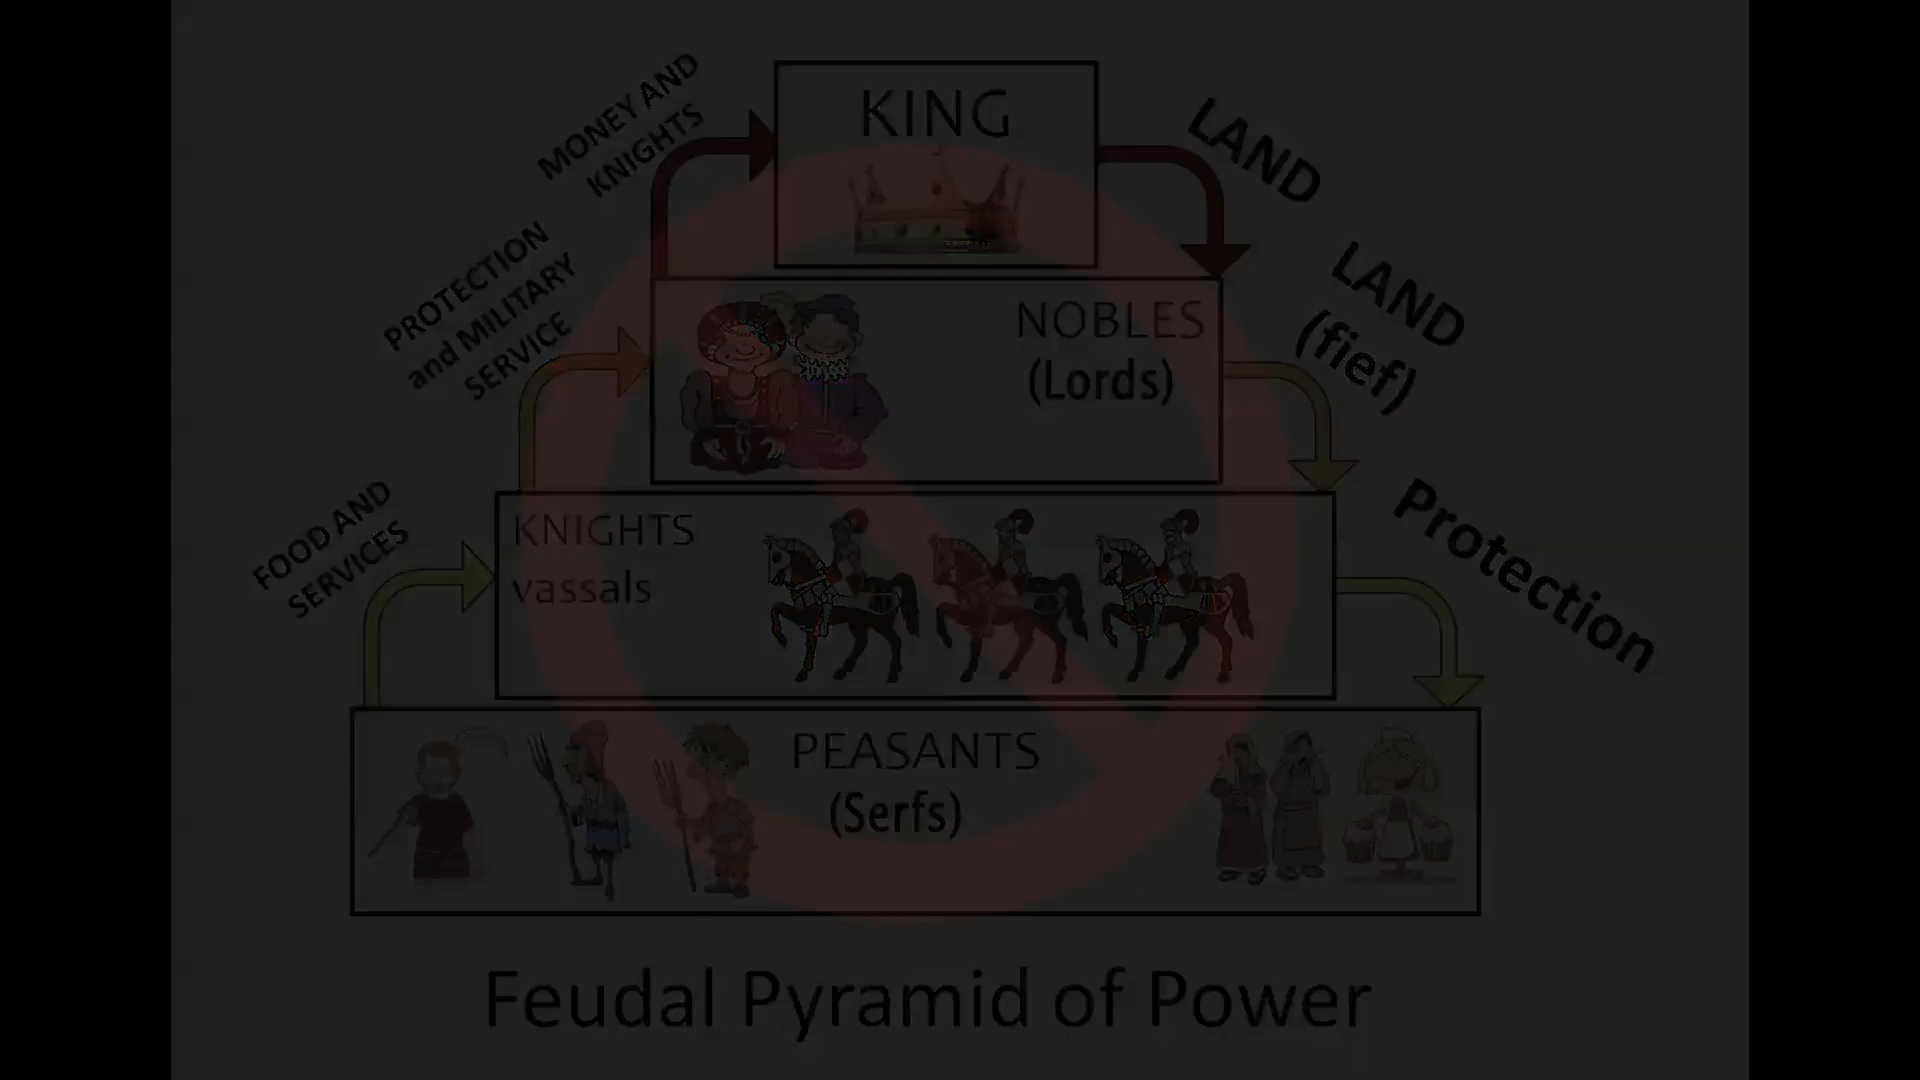 MONEY AND
KNIGHTS
KING
LAND
PROTECTION
and MILITARY
SERVICE
NOBLES
(Lords)
LAND
(fief)
FOOD AND
SERVICES
KNIGHTS
vassals
Protection
PEASANTS
(Serfs)
Feudal Pyramid of Power